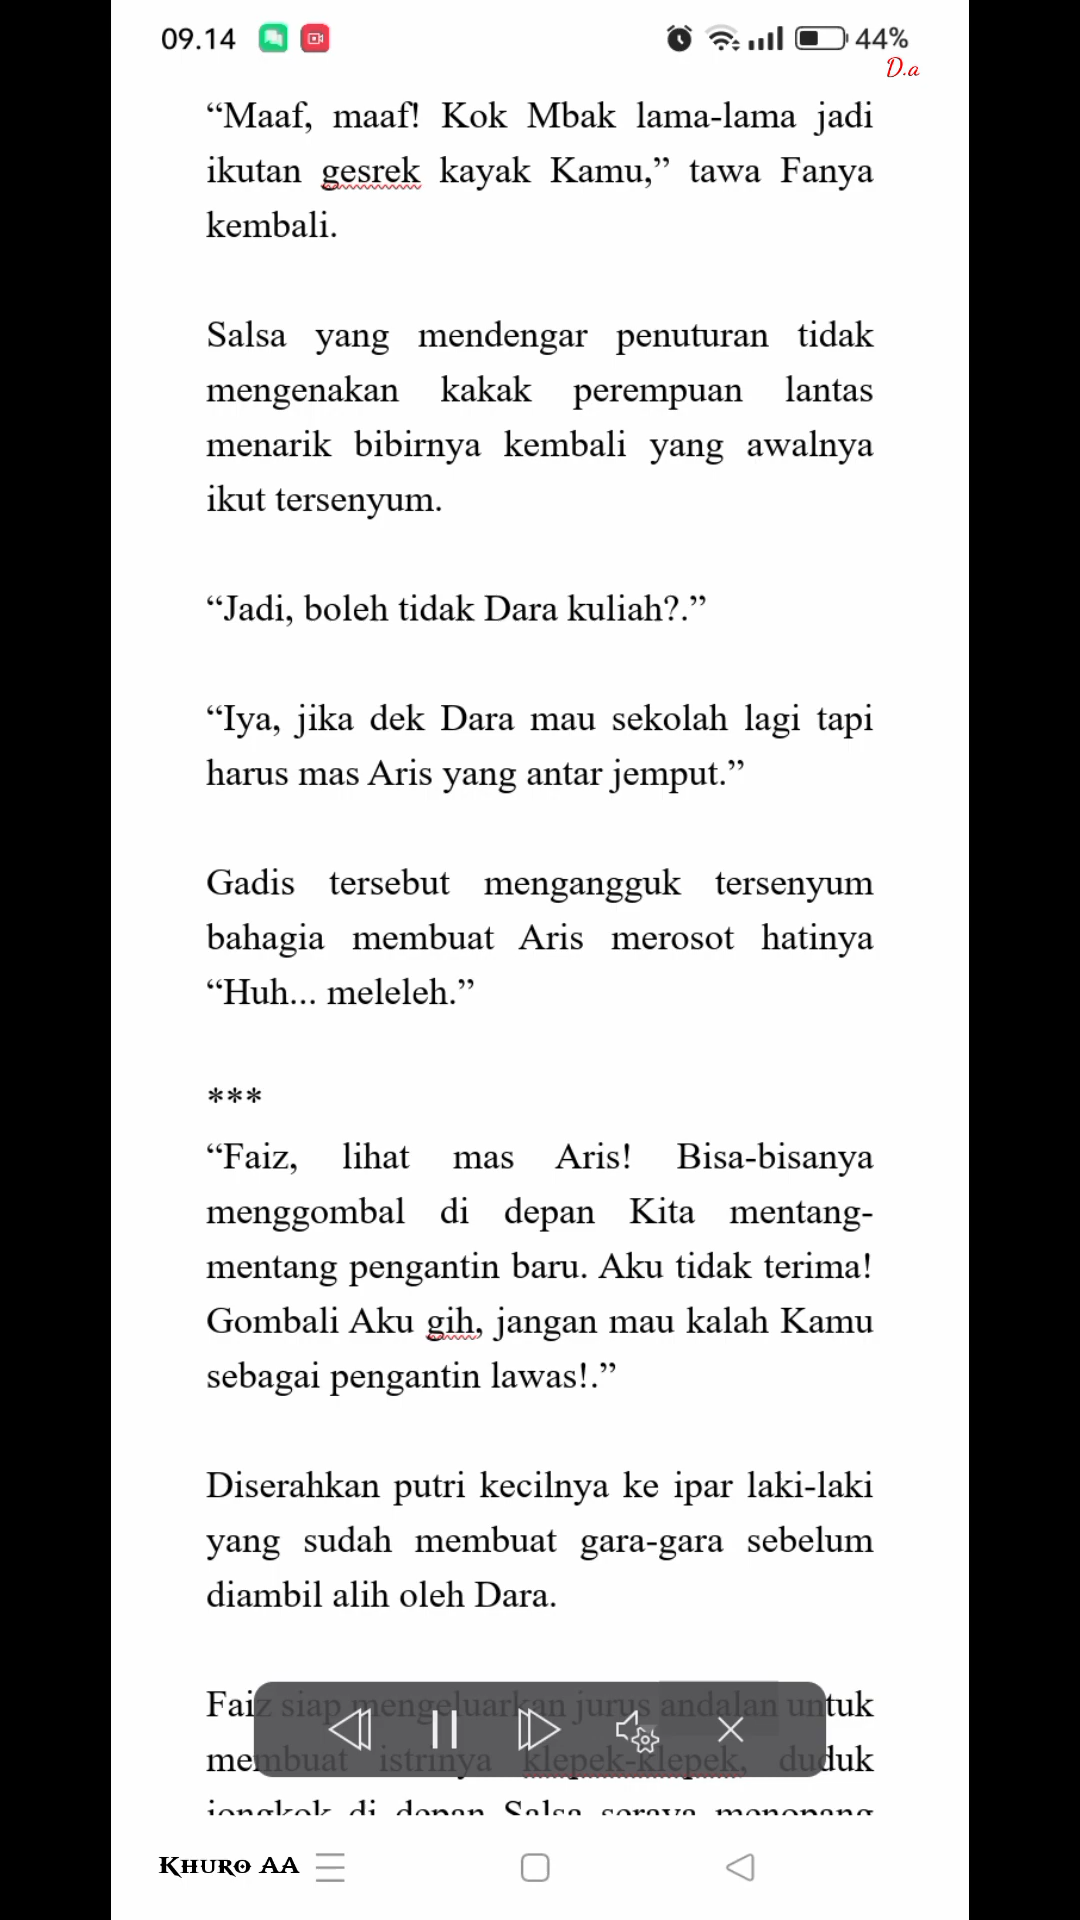 09.14
44%
D.a
“Maaf, maaf! Kok Mbak lama-lama jadi
ikutan gesrek kayak Kamu,” tawa Fanya
kembali.
Salsa yang mendengar penuturan tidak
mengenakan kakak perempuan lantas
menarik bibirnya kembali yang awalnya
ikut tersenyum.
“Jadi, boleh tidak Dara kuliah?.”
“Iya, jika dek Dara mau sekolah lagi tapi
harus mas Aris yang antar jemput.”
Gadis tersebut mengangguk tersenyum
bahagia membuat Aris merosot hatinya
“Huh... meleleh.”
***
“Faiz, lihat mas Aris! Bisa-bisanya
menggombal di depan Kita mentang-
mentang pengantin baru. Aku tidak terima!
Gombali Aku gih, jangan mau kalah Kamu
sebagai pengantin lawas!.”
Diserahkan putri kecilnya ke ipar laki-laki
yang sudah membuat gara-gara sebelum
diambil alih oleh Dara.
Faiz siap mengeluarkan jurus andalan untuk
membuat istrinya klepek-klepek, duduk
jongkok di depan Salsa seraya menopang
KHURO AA